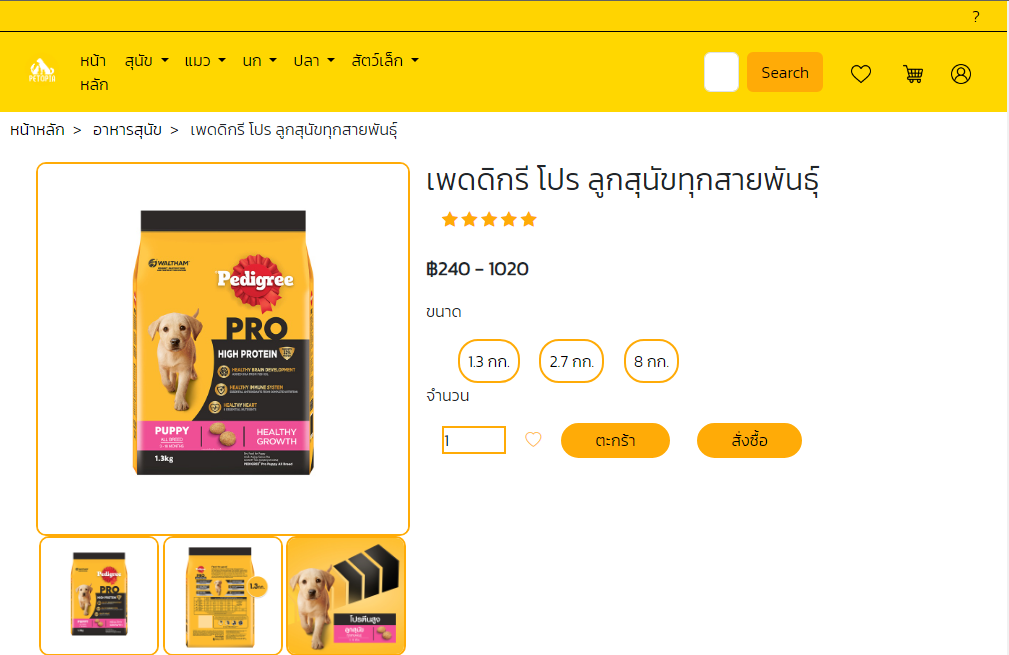 ?
PETOPIA
หน้าหลัก
สุนัข
แมว
นก
ปลา
สัตว์เล็ก
Search
หน้าหลัก > อาหารสุนัข > เพดดิกรี โปร ลูกสุนัขทุกสายพันธุ์
เพดดิกรี โปร ลูกสุนัขทุกสายพันธุ์
฿240 - 1020
ขนาด
1.3 กก.
2.7 กก.
8 กก.
จำนวน
1
ตะกร้า
สั่งซื้อ
WALTHAM
Pedigree
PRO
HIGH PROTEIN
HEALTHY BRAIN DEVELOPMENT
HEALTHY IMMUNE SYSTEM
HEALTHY HEART
PUPPY
ALL BREED
HEALTHY
GROWTH
1.3kg
Pedigree
PRO
1.3
โปรตีนสูง
ลูกสุนัข